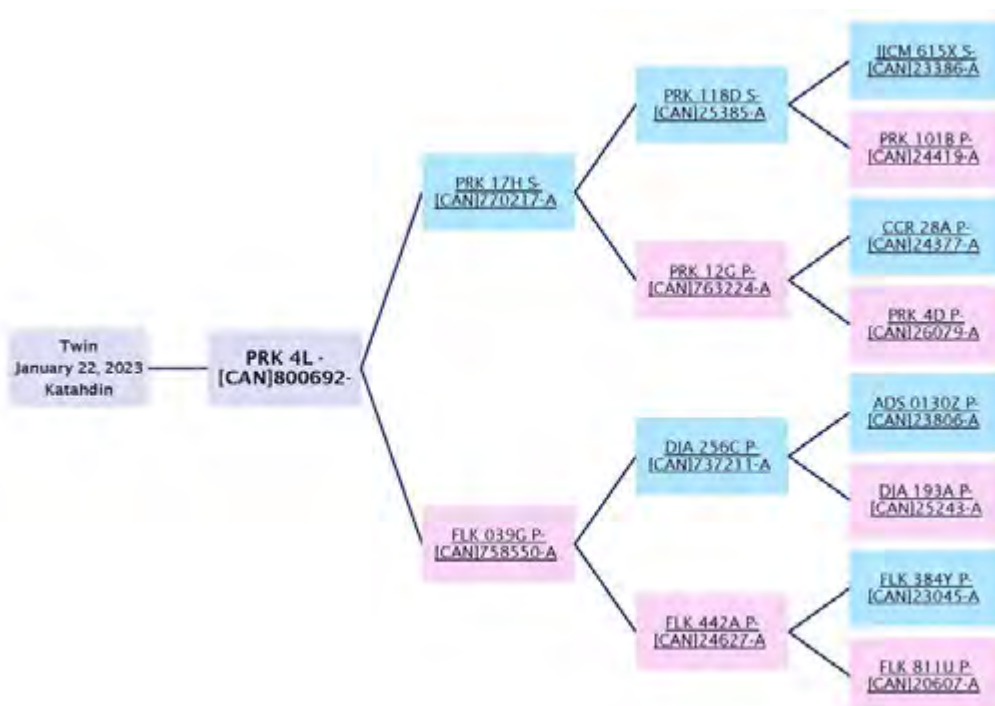 Twin
January 22, 2023
Katahdin
PRK 4L -
[CAN]800692-
PRK 17H S-
[CAN]770217-A
FLK 039G P-
[CAN]758550-A
PRK 118D S-
[CAN]25385-A
PRK 12G P-
[CAN]763224-A
DJA 256C P-
[CAN]737211-A
FLK 442A P-
[CAN]24627-A
615X S-
[CAN]23386-A
PRK 101B P-
[CAN]24419-A
CCR 28A P-
[CAN]24377-A
PRK 4D P-
[CAN]26079-A
ADS 0130Z P-
[CAN]23806-A
DJA 193A P-
[CAN]25243-A
FLK 384Y P-
[CAN]23045-A
FLK 811U P-
[CAN]20607-A